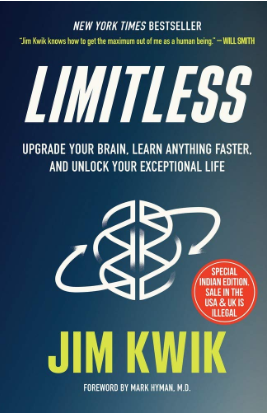 NEW YORK TIMES BESTSELLER
"Jim Kwik knows how to get the maximum out of me as a human being." — WILL SMITH
LIMITLESS
UPGRADE YOUR BRAIN, LEARN ANYTHING FASTER,
AND UNLOCK YOUR EXCEPTIONAL LIFE
SPECIAL
INDIAN EDITION.
SALE IN THE
USA & UK IS
ILLEGAL
JIM KWIK
FOREWORD BY MARK HYMAN, M.D.